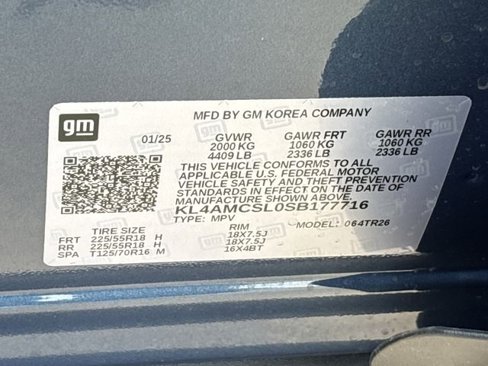 gm
MFD BY GM KOREA COMPANY
01/25 GVWR GAWR FRT GAWR RR
2000 KG 1060 KG 1060 KG
4409 LB 2336 LB 2336 LB
THIS VEHICLE CONFORMS TO ALL
APPLICABLE U.S. FEDERAL MOTOR
VEHICLE SAFETY AND THEFT PREVENTION
STANDARDS IN EFFECT ON THE DATE OF
MANUFACTURE SHOWN ABOVE.
KL4AMCSL0SB177716
TYPE: MPV MODEL: 064TR26
TIRE SIZE RIM
FRT 225/55R18 H 18X7.5J
RR 225/55R18 H 18X7.5J
SPA T125/70R16 M 16X4BT